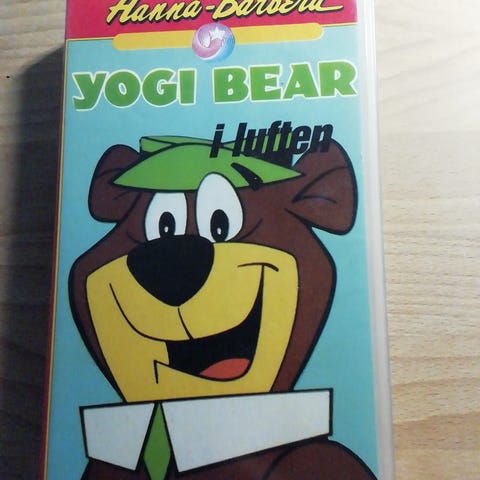 Hanna-Barbera
YOGI BEAR
i luften